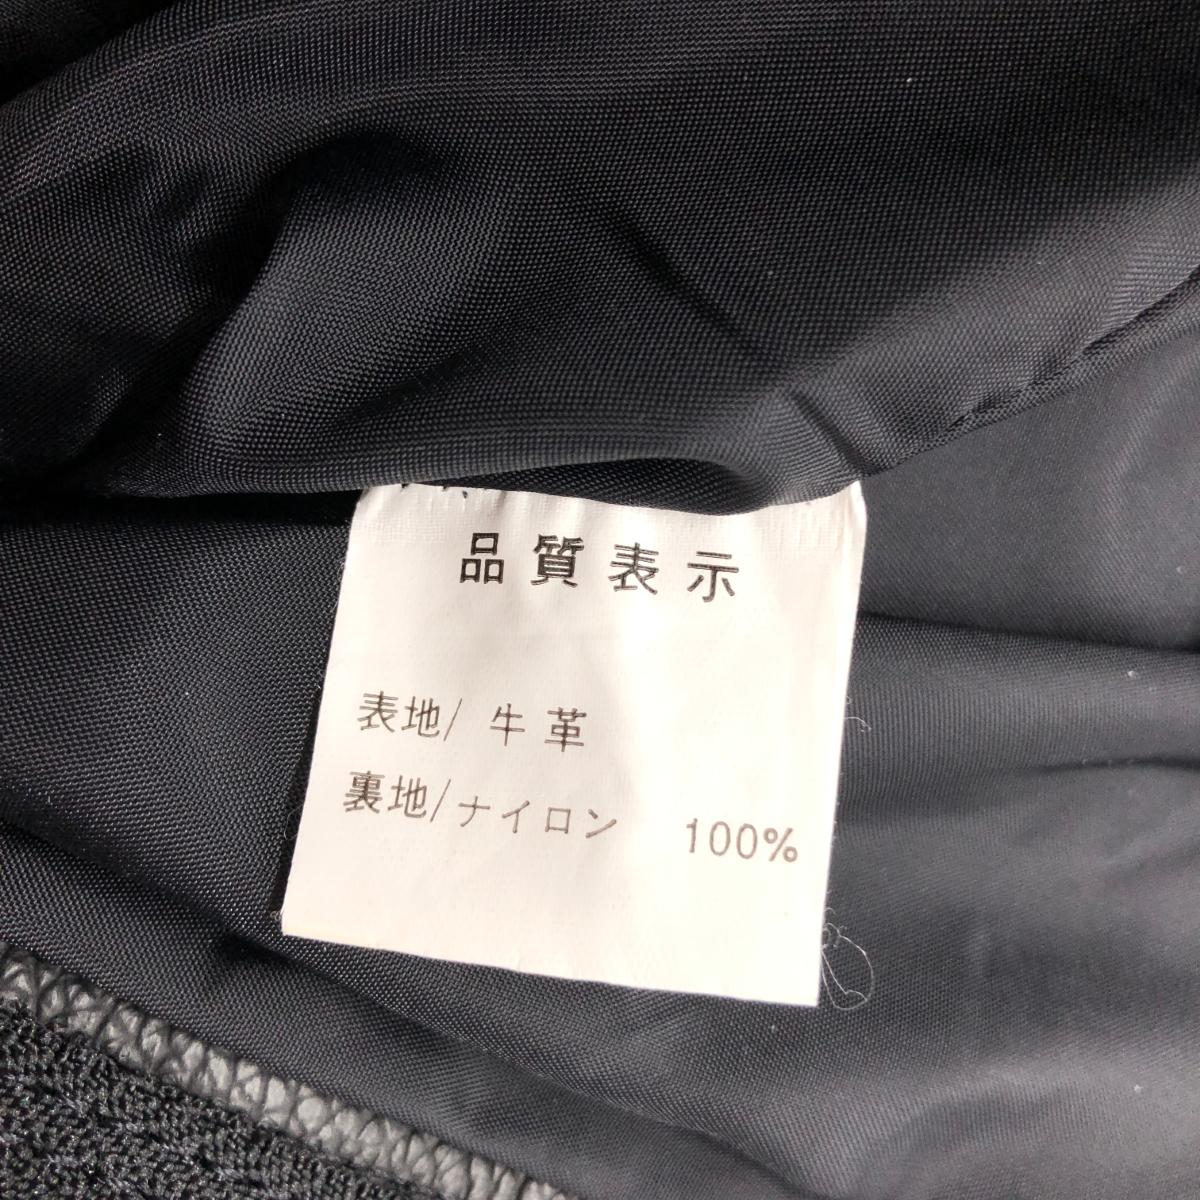 品質表示
表地/ 牛革
裏地/ナイロン 100%